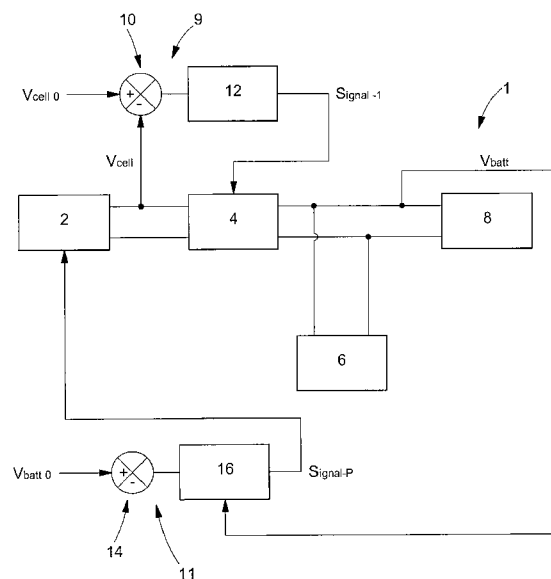 10
9
V cell 0
+
-
12
Signal -1
1
Vcell
Vbatt
2
4
8
6
Vbatt 0
+
-
16
Signal-P
14
11